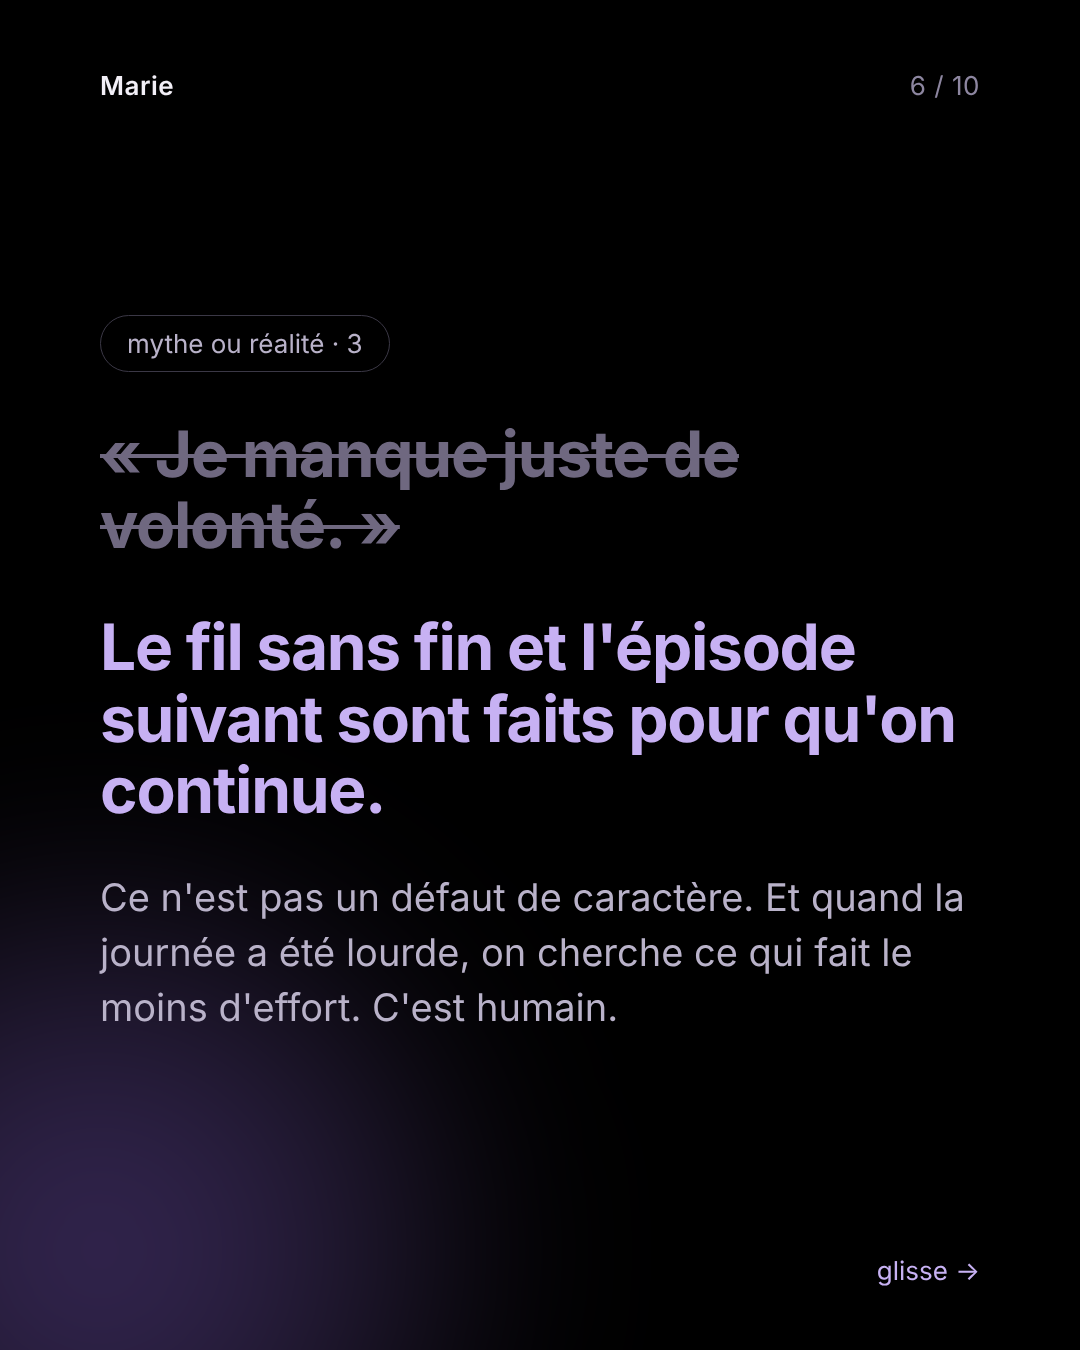 Marie
6 / 10
mythe ou réalité · 3
« Je manque juste de
volonté. »
Le fil sans fin et l'épisode
suivant sont faits pour qu'on
continue.
Ce n'est pas un défaut de caractère. Et quand la
journée a été lourde, on cherche ce qui fait le
moins d'effort. C'est humain.
glisse →